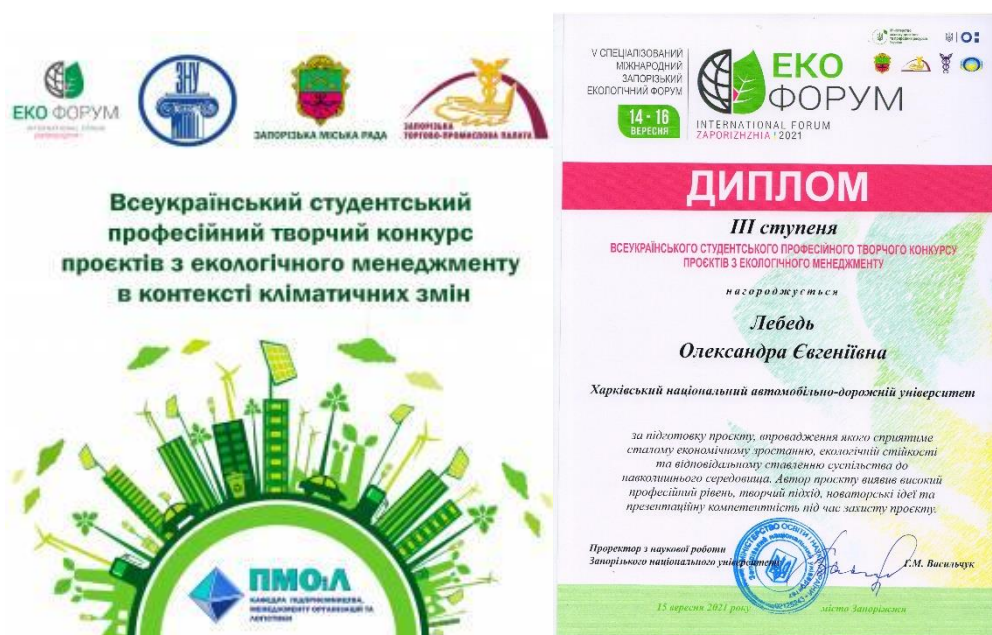 ЕКО ФОРУМ
INTERNATIONAL FORUM
ЗНУ
ЗАПОРІЗЬКА МІСЬКА РАДА
ЗАПОРІЗЬКА
ТОРГОВО-ПРОМИСЛОВА ПАЛАТА
Всеукраїнський студентський
професійний творчий конкурс
проєктів з екологічного менеджменту
в контексті кліматичних змін
ПМОіЛ
КАФЕДРА ПІДПРИЄМНИЦТВА,
МЕНЕДЖМЕНТУ ОРГАНІЗАЦІЙ ТА
ЛОГІСТИКИ
V СПЕЦІАЛІЗОВАНИЙ
МІЖНАРОДНИЙ
ЗАПОРІЗЬКИЙ
ЕКОЛОГІЧНИЙ ФОРУМ
14 - 16
ВЕРЕСНЯ
ЕКО
ФОРУМ
INTERNATIONAL FORUM
ZAPORIZHZHIA ! 2021
ДИПЛОМ
III ступеня
ВСЕУКРАЇНСЬКОГО СТУДЕНТСЬКОГО ПРОФЕСІЙНОГО ТВОРЧОГО КОНКУРСУ
ПРОЄКТІВ З ЕКОЛОГІЧНОГО МЕНЕДЖМЕНТУ
нагороджується
Лебедь
Олександра Євгеніївна
Харківський національний автомобільно-дорожній університет
за підготовку проєкту, впровадження якого сприятиме
сталому економічному зростанню, екологічній стійкості
та відповідальному ставленню суспільства до
навколишнього середовища. Автор проєкту виявив високий
професійний рівень, творчий підхід, новаторські ідеї та
презентаційну компетентність під час захисту проєкту.
Проректор з наукової роботи
Запорізького національного університету
Г.М. Васильчук
15 вересня 2021 року
місто Запоріжжя